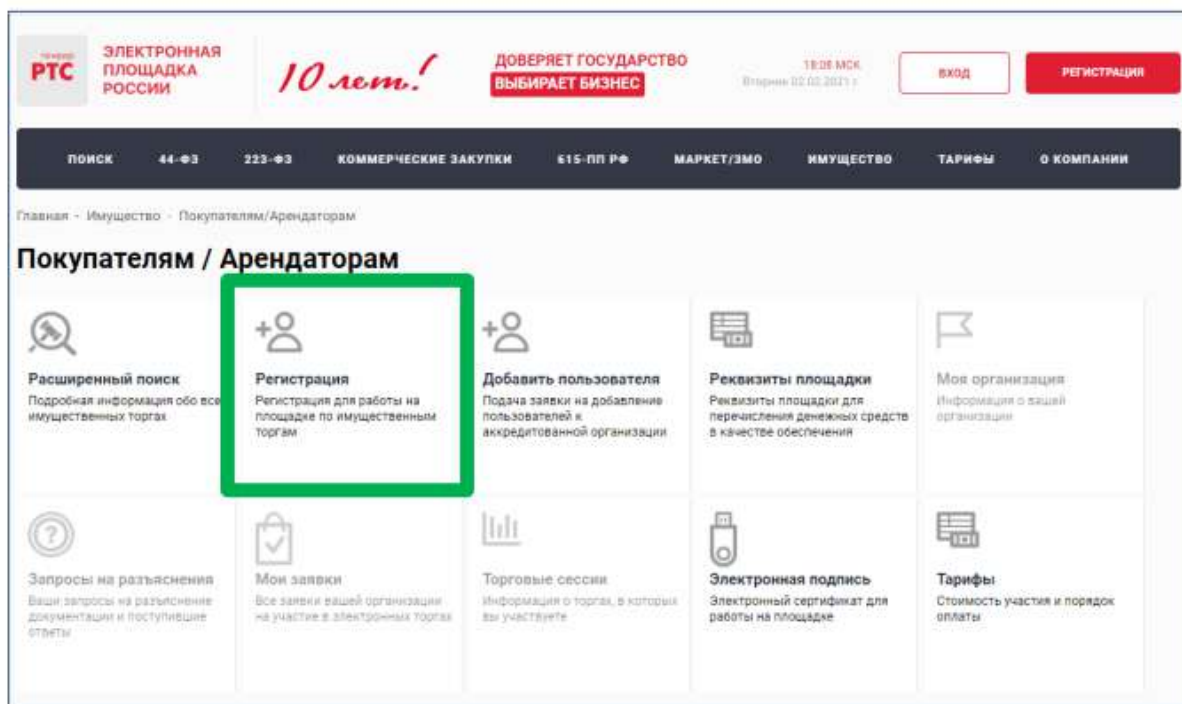 тендер
РТС
ЭЛЕКТРОННАЯ
ПЛОЩАДКА
РОССИИ
10 лет!
ДОВЕРЯЕТ ГОСУДАРСТВО
ВЫБИРАЕТ БИЗНЕС
18:08 МСК
Вторник 02.02.2021 г.
ВХОД
РЕГИСТРАЦИЯ
ПОИСК 44-ФЗ 223-ФЗ КОММЕРЧЕСКИЕ ЗАКУПКИ 615-ПП РФ МАРКЕТ/ЗМО ИМУЩЕСТВО ТАРИФЫ О КОМПАНИИ
Главная - Имущество - Покупателям/Арендаторам
Покупателям / Арендаторам
Расширенный поиск
Подробная информация обо все
имущественных торгах
Регистрация
Регистрация для работы на
площадке по имущественным
торгам
Добавить пользователя
Подача заявки на добавление
пользователей к
аккредитованной организации
Реквизиты площадки
Реквизиты площадки для
перечисления денежных средств
в качестве обеспечения
Моя организация
Информация о вашей
организации
Запросы на разъяснения
Ваши запросы на разъяснение
документации и поступившие
ответы
Мои заявки
Все заявки вашей организации
на участие в электронных торгах
Торговые сессии
Информация о торгах, в которых
вы участвуете
Электронная подпись
Электронный сертификат для
работы на площадке
Тарифы
Стоимость участия и порядок
оплаты